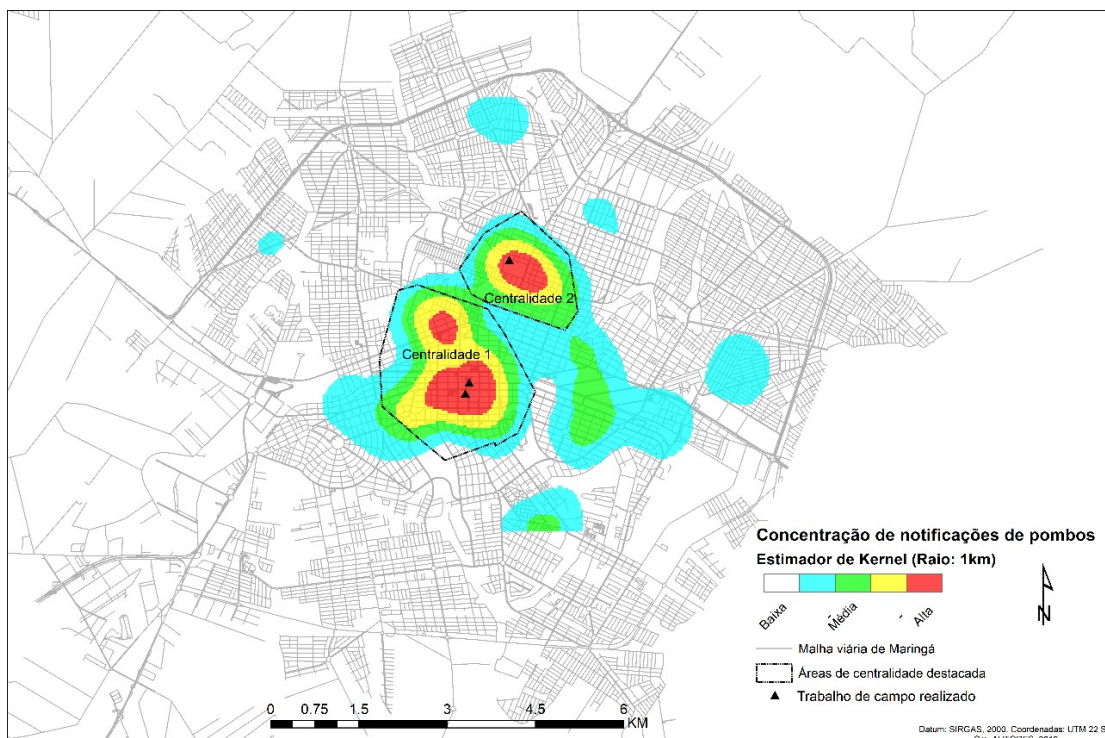 Centralidade 2
Centralidade 1
Concentração de notificações de pombos
Estimador de Kernel (Raio: 1km)
Baixa - Média - Alta
N
Malha viária de Maringá
Áreas de centralidade destacada
Trabalho de campo realizado
0 0.75 1.5 3 4.5 6
KM
Datum: SIRGAS, 2000. Coordenadas: UTM 22 S